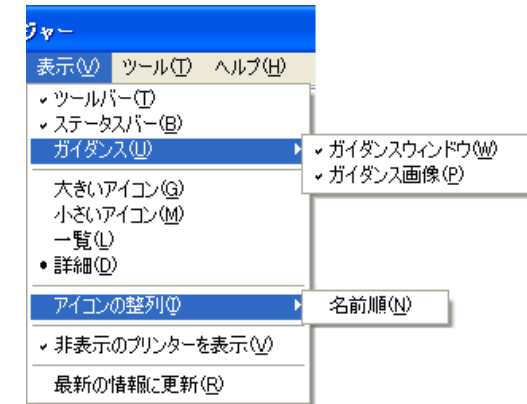 ジャー
表示(V) ツール(T) ヘルプ(H)
ツールバー(T)
ステータスバー(B)
ガイダンス(U)
ガイダンスウィンドウ(W)
ガイダンス画像(P)
大きいアイコン(G)
小さいアイコン(M)
一覧(L)
詳細(D)
アイコンの整列(I)
名前順(N)
非表示のプリンターを表示(V)
最新の情報に更新(R)